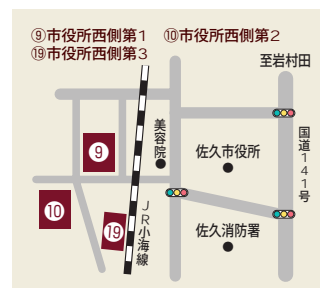 ⑨市役所西側第1 ⑩市役所西側第2
⑲市役所西側第3
至岩村田
美容院
⑨
佐久市役所
国道141号
⑩
⑲
JR小海線
佐久消防署